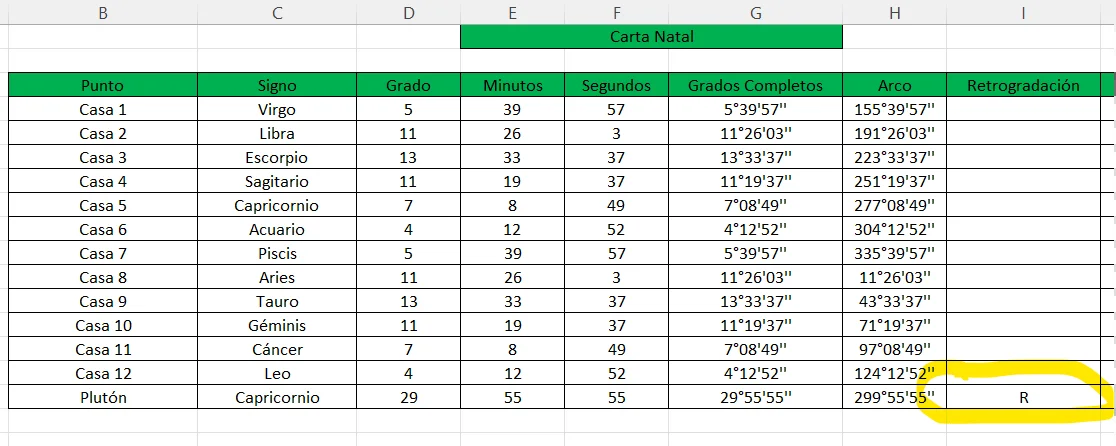 B C D E F G H I
Carta Natal
Punto Signo Grado Minutos Segundos Grados Completos Arco Retrogradación
Casa 1 Virgo 5 39 57 5°39'57'' 155°39'57''
Casa 2 Libra 11 26 3 11°26'03'' 191°26'03''
Casa 3 Escorpio 13 33 37 13°33'37'' 223°33'37''
Casa 4 Sagitario 11 19 37 11°19'37'' 251°19'37''
Casa 5 Capricornio 7 8 49 7°08'49'' 277°08'49''
Casa 6 Acuario 4 12 52 4°12'52'' 304°12'52''
Casa 7 Piscis 5 39 57 5°39'57'' 335°39'57''
Casa 8 Aries 11 26 3 11°26'03'' 11°26'03''
Casa 9 Tauro 13 33 37 13°33'37'' 43°33'37''
Casa 10 Géminis 11 19 37 11°19'37'' 71°19'37''
Casa 11 Cáncer 7 8 49 7°08'49'' 97°08'49''
Casa 12 Leo 4 12 52 4°12'52'' 124°12'52''
Plutón Capricornio 29 55 55 29°55'55'' 299°55'55'' R